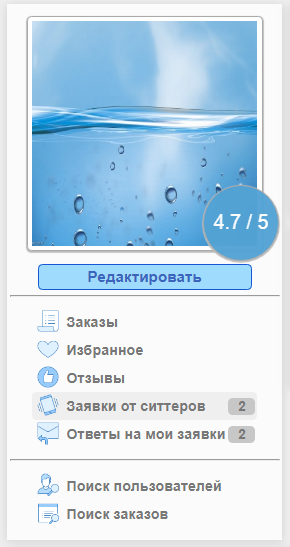 4.7 / 5
Редактировать
Заказы
Избранное
Отзывы
Заявки от ситтеров 2
Ответы на мои заявки 2
Поиск пользователей
Поиск заказов